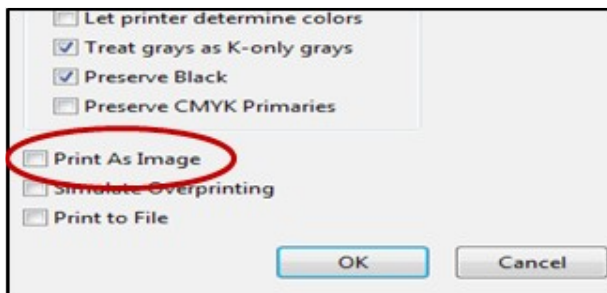 Let printer determine colors
Treat grays as K-only grays
Preserve Black
Preserve CMYK Primaries
Print As Image
Simulate Overprinting
Print to File
OK Cancel